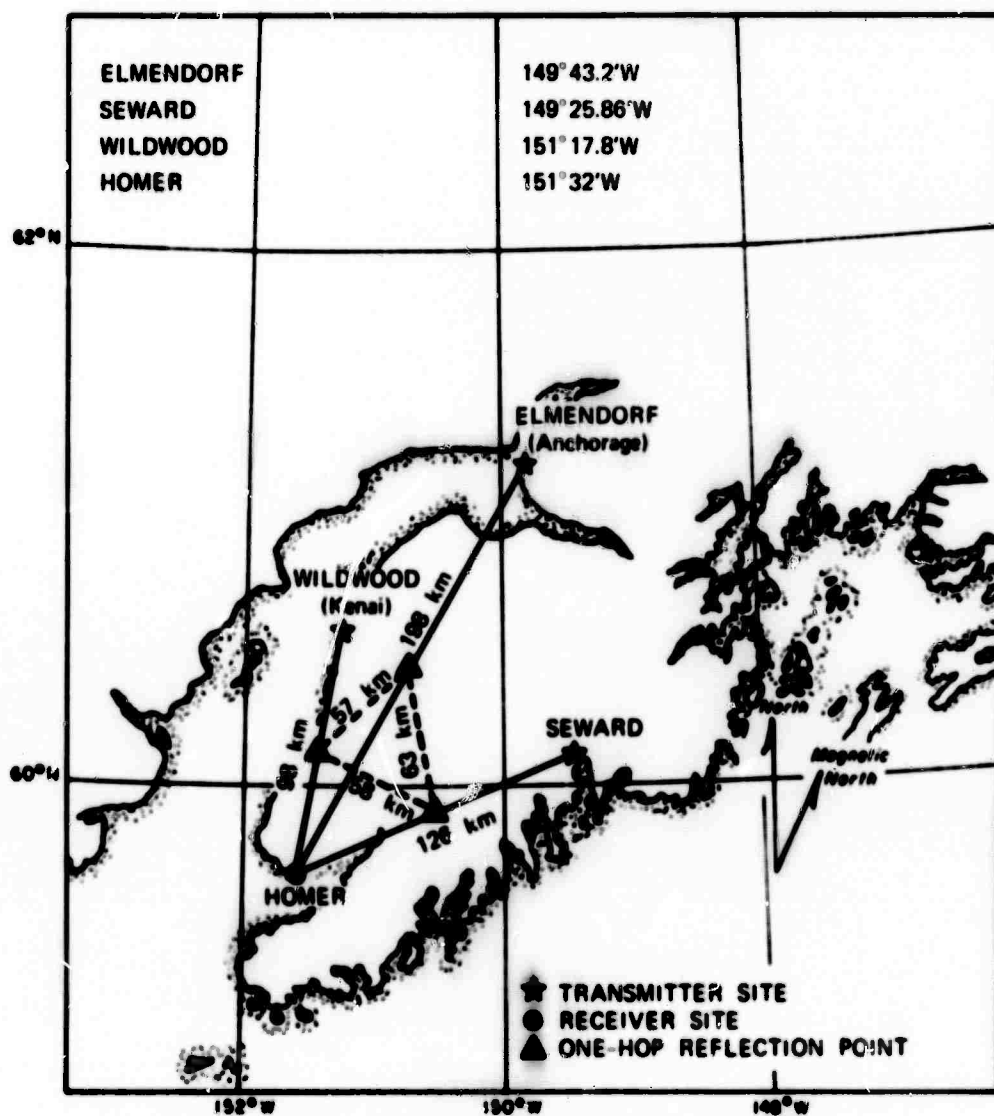 ELMENDORF 149°43.2'W
SEWARD 149°25.86'W
WILDWOOD 151°17.8'W
HOMER 151°32'W
62°N
ELMENDORF
(Anchorage)
WILDWOOD
(Kenai)
188 km
57 km
63 km
SEWARD
North
Magnetic
North
60°N
km
km
km
HOMER
TRANSMITTER SITE
RECEIVER SITE
ONE-HOP REFLECTION POINT
152°W
150°W
148°W